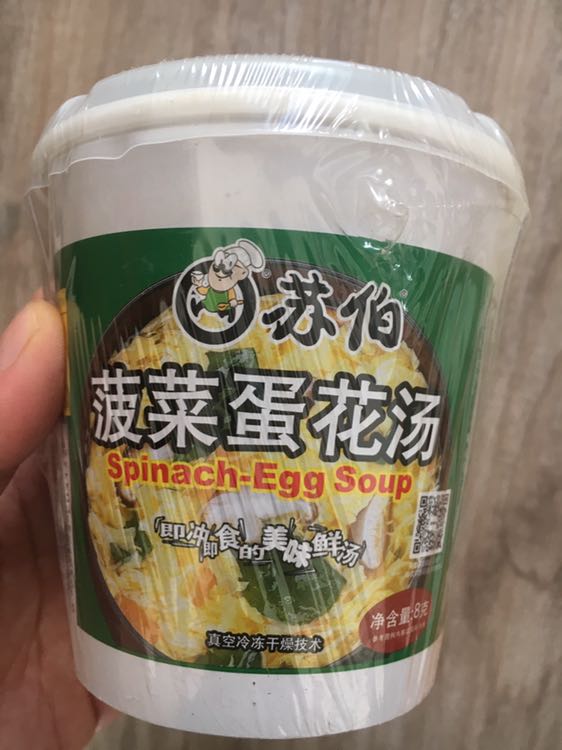 苏伯
菠菜蛋花汤
Spinach-Egg Soup
即冲即食的美味鲜汤
净含量:8克
真空冷冻干燥技术